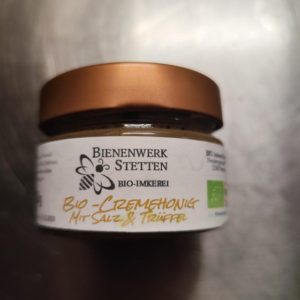 BIENENWERK
STETTEN
BIO-IMKEREI
BIO-CREMEHONIG
MIT SALZ & TRÜFFEL